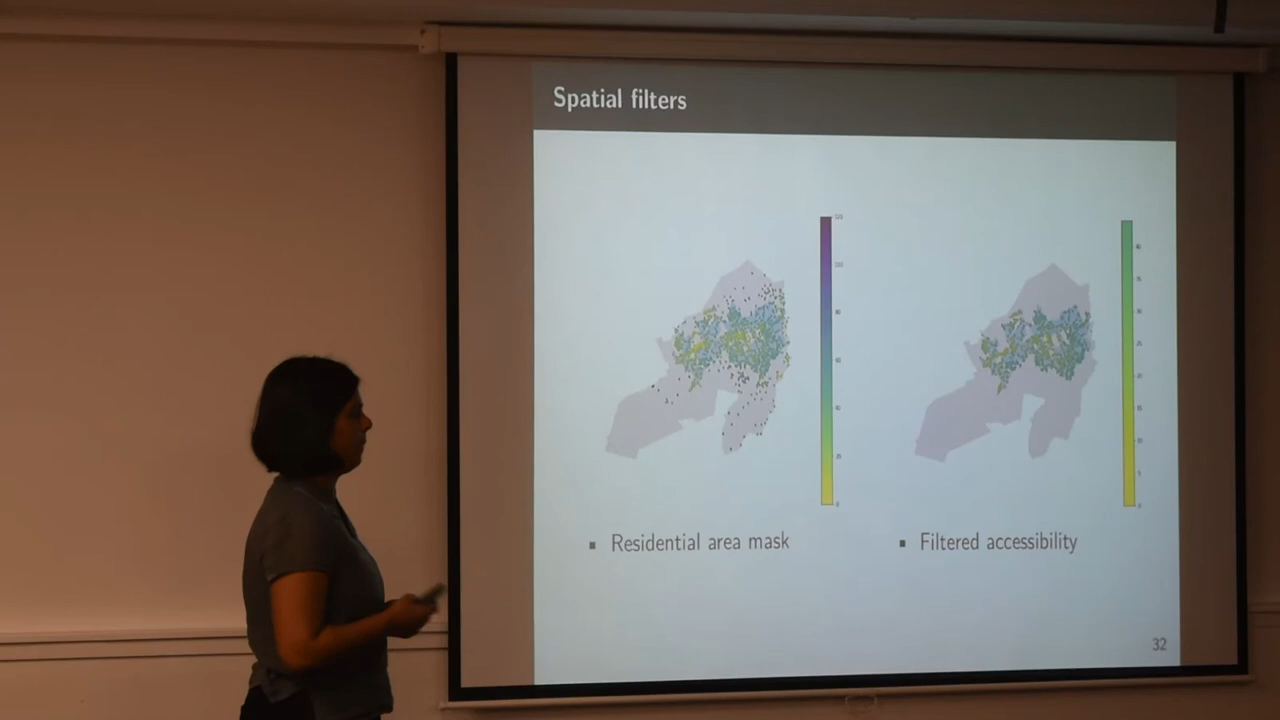 Spatial filters
▪ Residential area mask
▪ Filtered accessibility
32